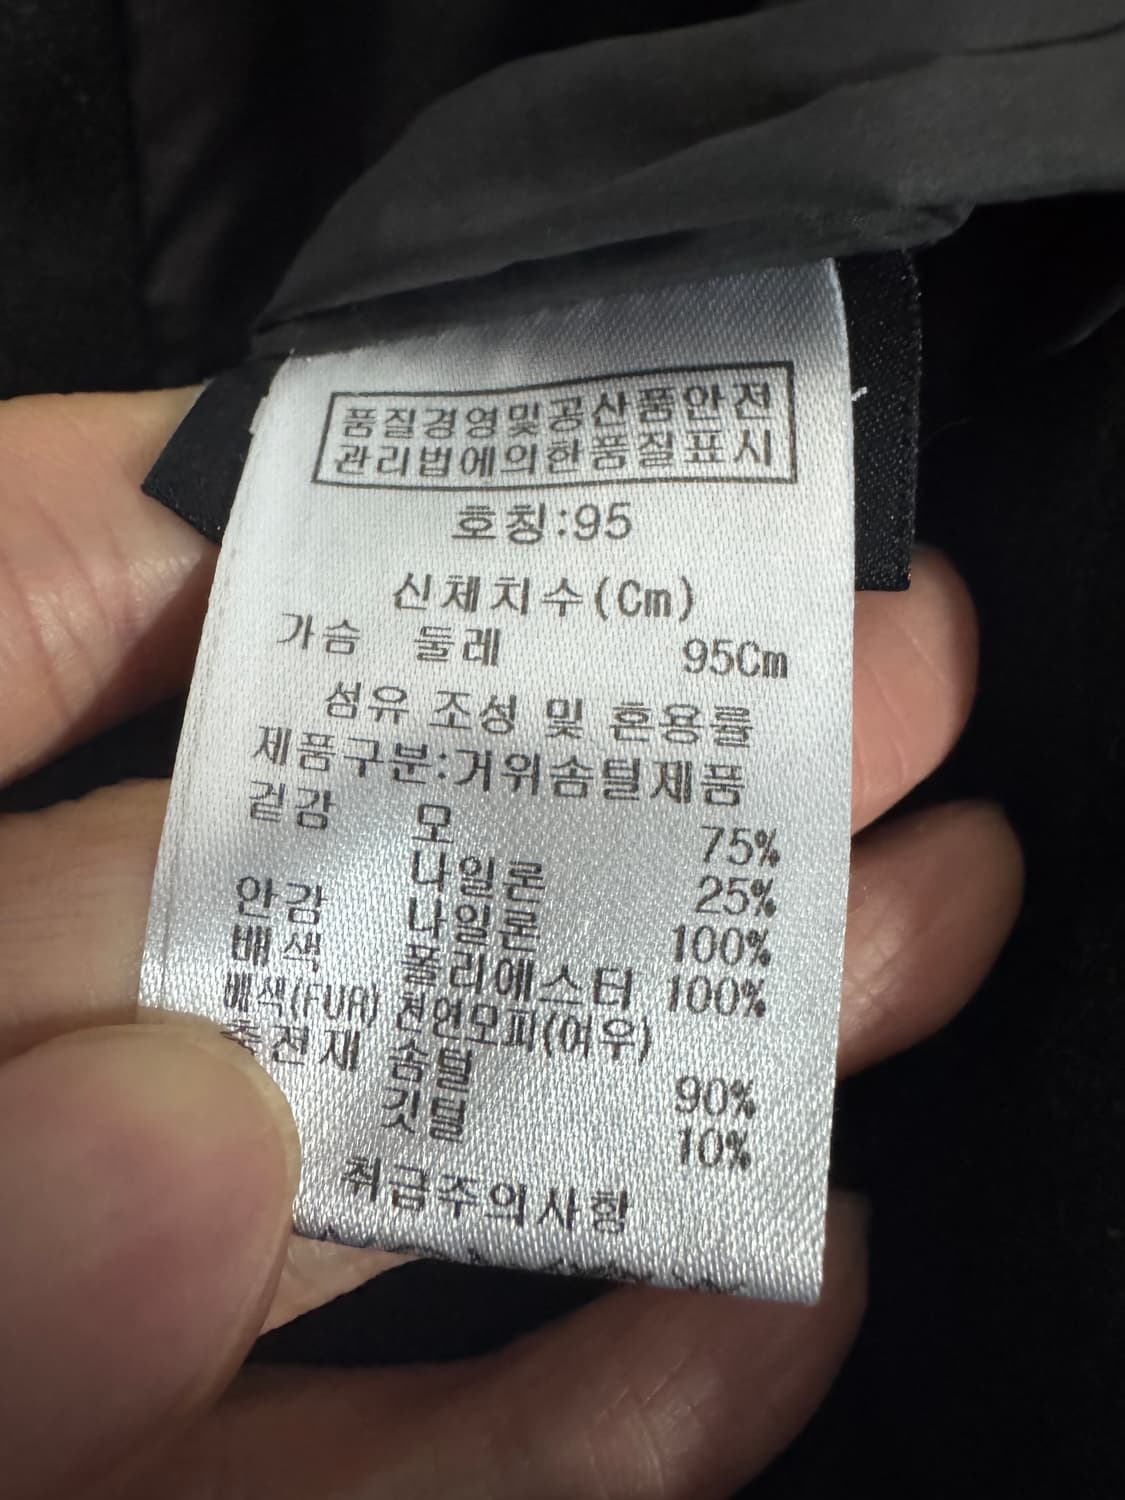 품질경영및공산품안전
관리법에의한품질표시
호칭:95
신체치수(Cm)
가슴 둘레 95Cm
섬유 조성 및 혼용률
제품구분:거위솜털제품
겉감 모 75%
나일론 25%
안감 나일론 100%
배색 폴리에스터 100%
배색(FUR) 천연모피(여우)
충전재 솜털 90%
깃털 10%
취급주의사항